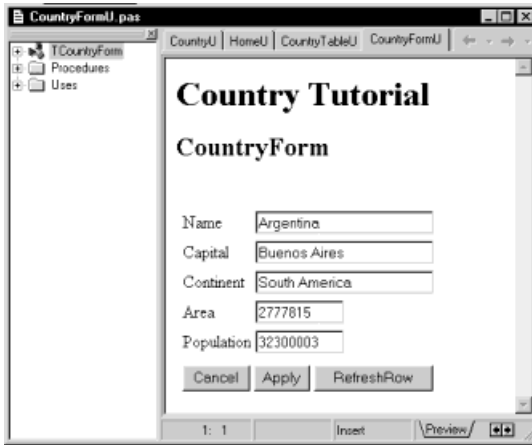 CountryFormU.pas
TCountryForm
Procedures
Uses
CountryU HomeU CountryTableU CountryFormU
Country Tutorial
CountryForm
Name Argentina
Capital Buenos Aires
Continent South America
Area 2777815
Population 32300003
Cancel Apply RefreshRow
1: 1 Insert \Preview/